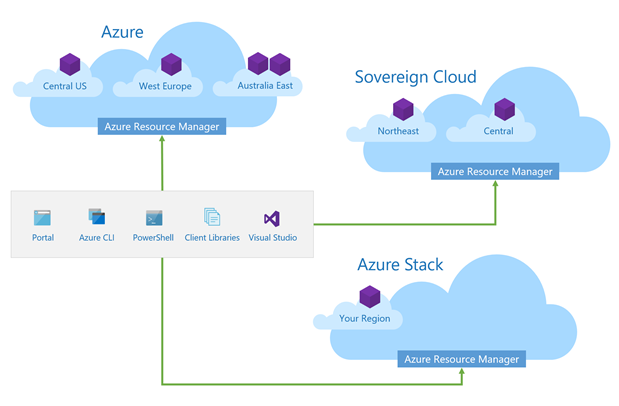 Azure
Central US
West Europe
Australia East
Azure Resource Manager
Sovereign Cloud
Northeast
Central
Azure Resource Manager
Portal
Azure CLI
PowerShell
Client Libraries
Visual Studio
Azure Stack
Your Region
Azure Resource Manager